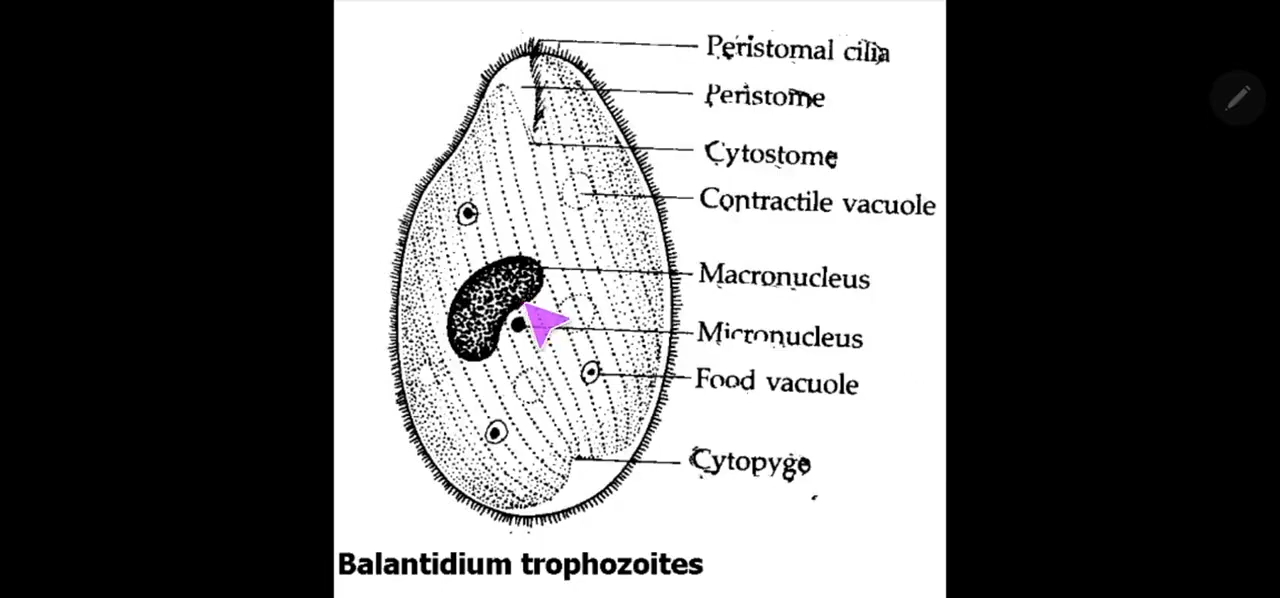 Peristomal cilia
Peristome
Cytostome
Contractile vacuole
Macronucleus
Micronucleus
Food vacuole
Cytopyge
Balantidium trophozoites